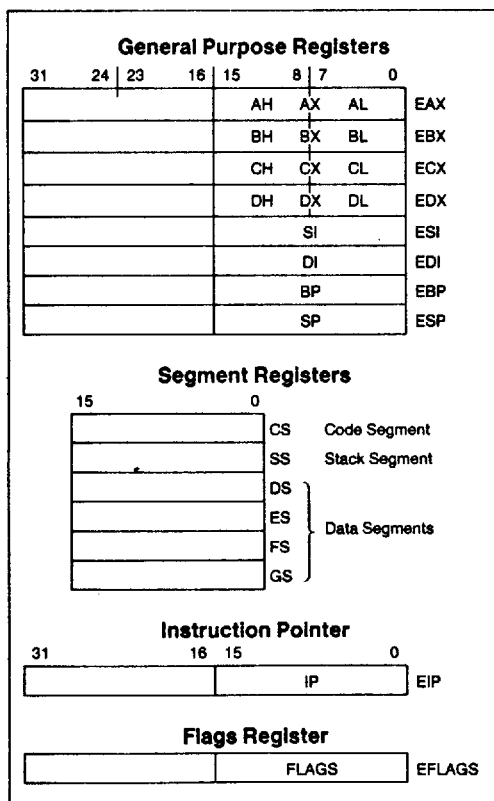 General Purpose Registers
31 24 23 16 15 8 7 0
AH AX AL EAX
BH BX BL EBX
CH CX CL ECX
DH DX DL EDX
SI ESI
DI EDI
BP EBP
SP ESP
Segment Registers
15 0
CS Code Segment
SS Stack Segment
DS
ES
Data Segments
FS
GS
Instruction Pointer
31 16 15 0
IP EIP
Flags Register
FLAGS EFLAGS